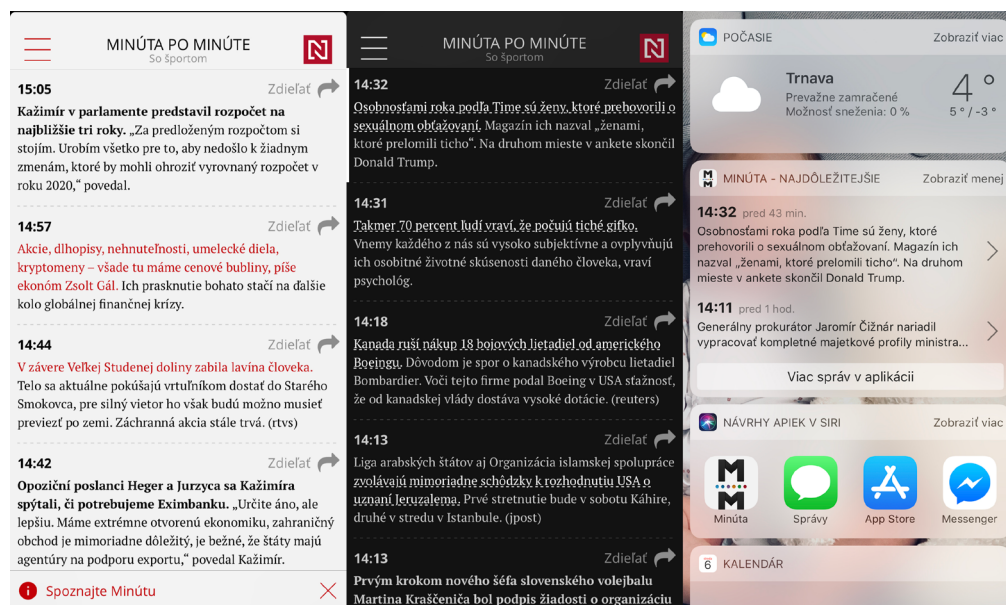 MINÚTA PO MINÚTE
So športom
N
15:05
Zdieľať
Kažimír v parlamente predstavil rozpočet na
najbližšie tri roky. „Za predloženým rozpočtom si
stojím. Urobím všetko pre to, aby nedošlo k žiadnym
zmenám, ktoré by mohli ohroziť vyrovnaný rozpočet v
roku 2020,“ povedal.
14:57
Zdieľať
Akcie, dlhopisy, nehnuteľnosti, umelecké diela,
kryptomeny – všade tu máme cenové bubliny, píše
ekonóm Zsolt Gál. Ich prasknutie bohato stačí na ďalšie
kolo globálnej finančnej krízy.
14:44
Zdieľať
V závere Veľkej Studenej doliny zabila lavína človeka.
Telo sa aktuálne pokúšajú vrtuľníkom dostať do Starého
Smokovca, pre silný vietor ho však budú možno musieť
previezť po zemi. Záchranná akcia stále trvá. (rtvs)
14:42
Zdieľať
Opoziční poslanci Heger a Jurzyca sa Kažimíra
spýtali, či potrebujeme Eximbanku. „Určite áno, ale
lepšiu. Máme extrémne otvorenú ekonomiku, zahraničný
obchod je mimoriadne dôležitý, je bežné, že štáty majú
agentúry na podporu exportu,“ povedal Kažimír.
Spoznajte Minútu
MINÚTA PO MINÚTE
So športom
N
14:32
Zdieľať
Osobnosťami roka podľa Time sú ženy, ktoré prehovorili o
sexuálnom obťažovaní. Magazín ich nazval „ženami,
ktoré prelomili ticho“. Na druhom mieste v ankete skončil
Donald Trump.
14:31
Zdieľať
Takmer 70 percent ľudí vraví, že počujú tiché gifko.
Vnemy každého z nás sú vysoko subjektívne a ovplyvňujú
ich osobitné životné skúsenosti daného človeka, vraví
psychológ.
14:18
Zdieľať
Kanada ruší nákup 18 bojových lietadiel od amerického
Boeingu. Dôvodom je spor o kanadského výrobcu lietadiel
Bombardier. Voči tejto firme podal Boeing v USA sťažnosť,
že od kanadskej vlády dostáva vysoké dotácie. (reuters)
14:13
Zdieľať
Liga arabských štátov aj Organizácia islamskej spolupráce
zvolávajú mimoriadne schôdzky k rozhodnutiu USA o
uznaní Jeruzalema. Prvé stretnutie bude v sobotu Káhire,
druhé v stredu v Istanbule. (jpost)
14:13
Zdieľať
Prvým krokom nového šéfa slovenského volejbalu
Martina Kraščeniča bol podpis žiadosti o organizáciu
POČASIE
Zobraziť viac
Trnava
Prevažne zamračené
Možnosť sneženia: 0 %
4 °
5 ° / -3 °
M
M
MINÚTA - NAJDÔLEŽITEJŠIE
Zobraziť menej
14:32 pred 43 min.
Osobnosťami roka podľa Time sú ženy, ktoré
prehovorili o sexuálnom obťažovaní. Magazín ich
nazval „ženami, ktoré prelomili ticho“. Na druhom
mieste v ankete skončil Donald Trump.
14:11 pred 1 hod.
Generálny prokurátor Jaromír Čižnár nariadil
vypracovať kompletné majetkové profily ministra...
Viac správ v aplikácii
NÁVRHY APIEK V SIRI
Zobraziť viac
M
M
Minúta
Správy
App Store
Messenger
6
KALENDÁR